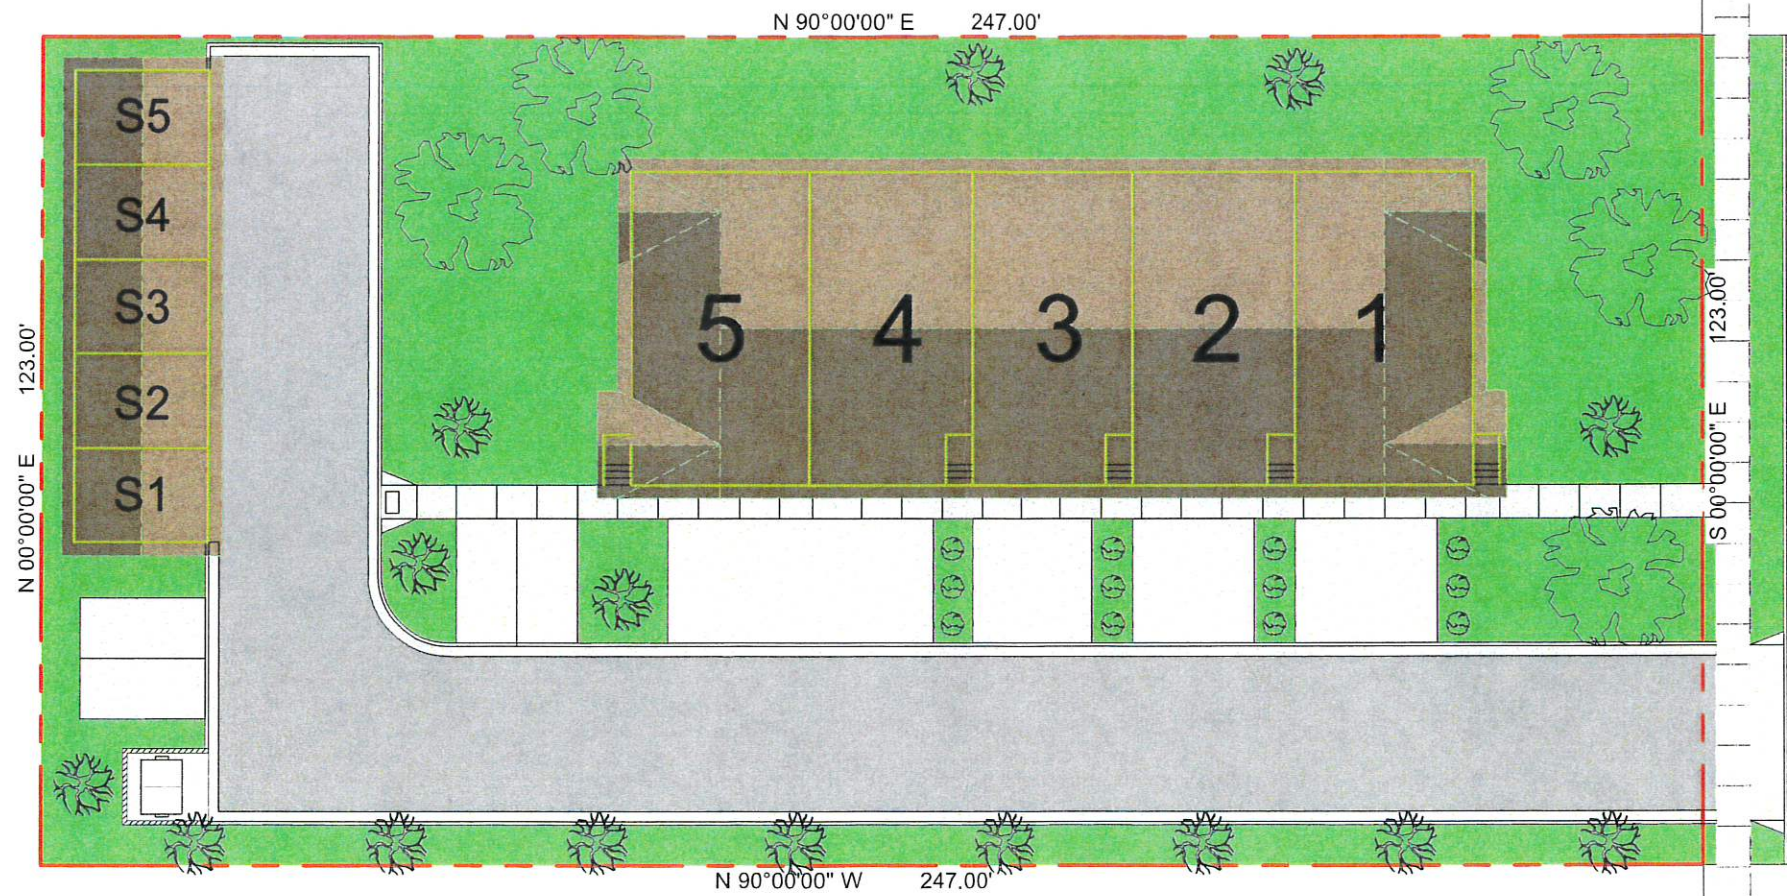 N 90°00'00" E 247.00'
S5
S4
S3
S2
S1
5 4 3 2 1
N 00°00'00" E 123.00'
S 00°00'00" E 123.00'
N 90°00'00" W 247.00'